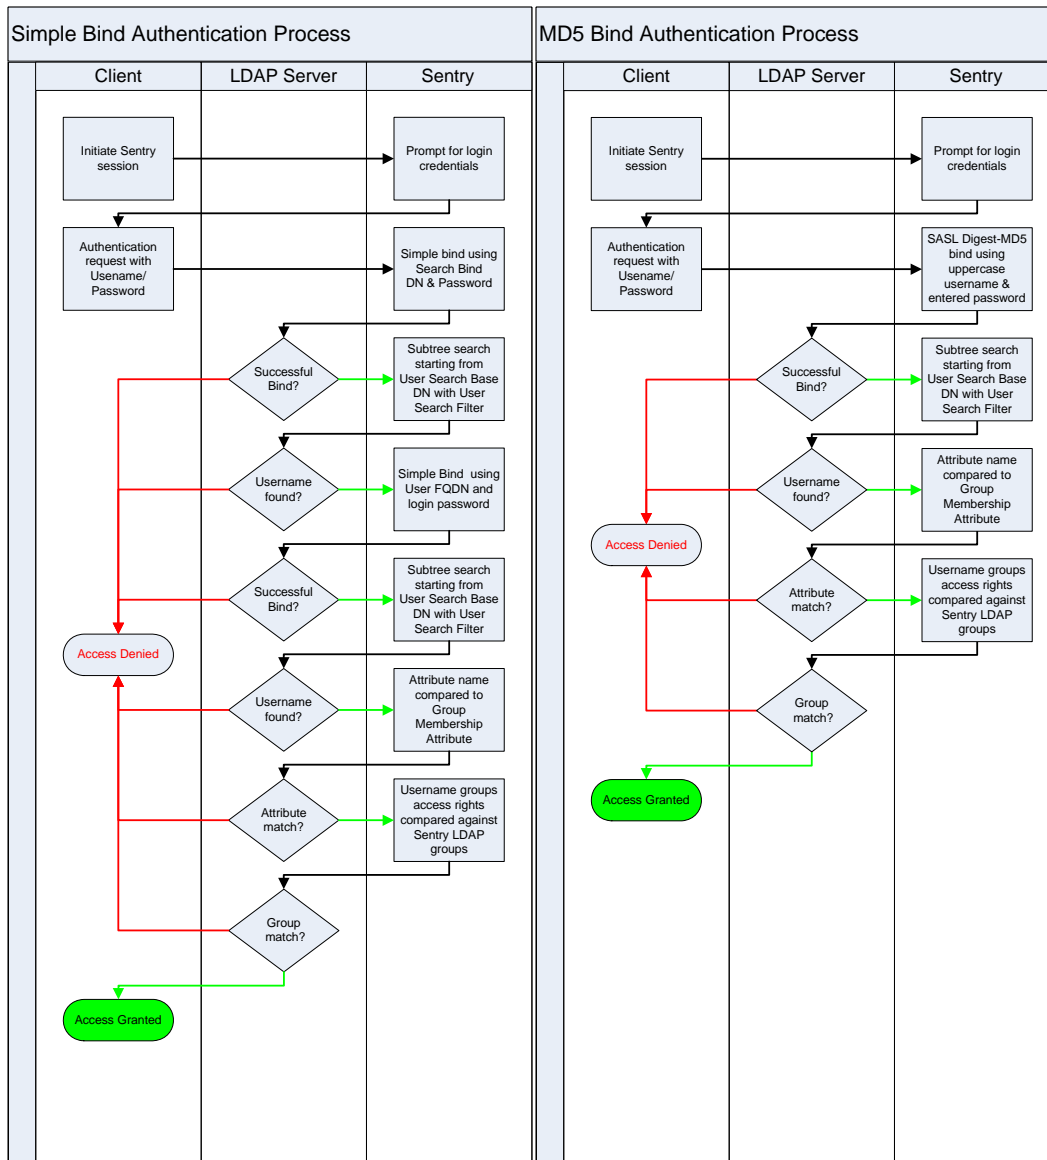 Simple Bind Authentication Process
Client
LDAP Server
Sentry
Initiate Sentry
session
Prompt for login
credentials
Authentication
request with
Usename/
Password
Simple bind using
Search Bind
DN & Password
Successful
Bind?
Subtree search
starting from
User Search Base
DN with User
Search Filter
Username
found?
Simple Bind using
User FQDN and
login password
Successful
Bind?
Subtree search
starting from
User Search Base
DN with User
Search Filter
Access Denied
Username
found?
Attribute name
compared to
Group
Membership
Attribute
Attribute
match?
Username groups
access rights
compared against
Sentry LDAP
groups
Group
match?
Access Granted
MD5 Bind Authentication Process
Client
LDAP Server
Sentry
Initiate Sentry
session
Prompt for login
credentials
Authentication
request with
Usename/
Password
SASL Digest-MD5
bind using
uppercase
username &
entered password
Successful
Bind?
Subtree search
starting from
User Search Base
DN with User
Search Filter
Username
found?
Attribute name
compared to
Group
Membership
Attribute
Access Denied
Attribute
match?
Username groups
access rights
compared against
Sentry LDAP
groups
Group
match?
Access Granted